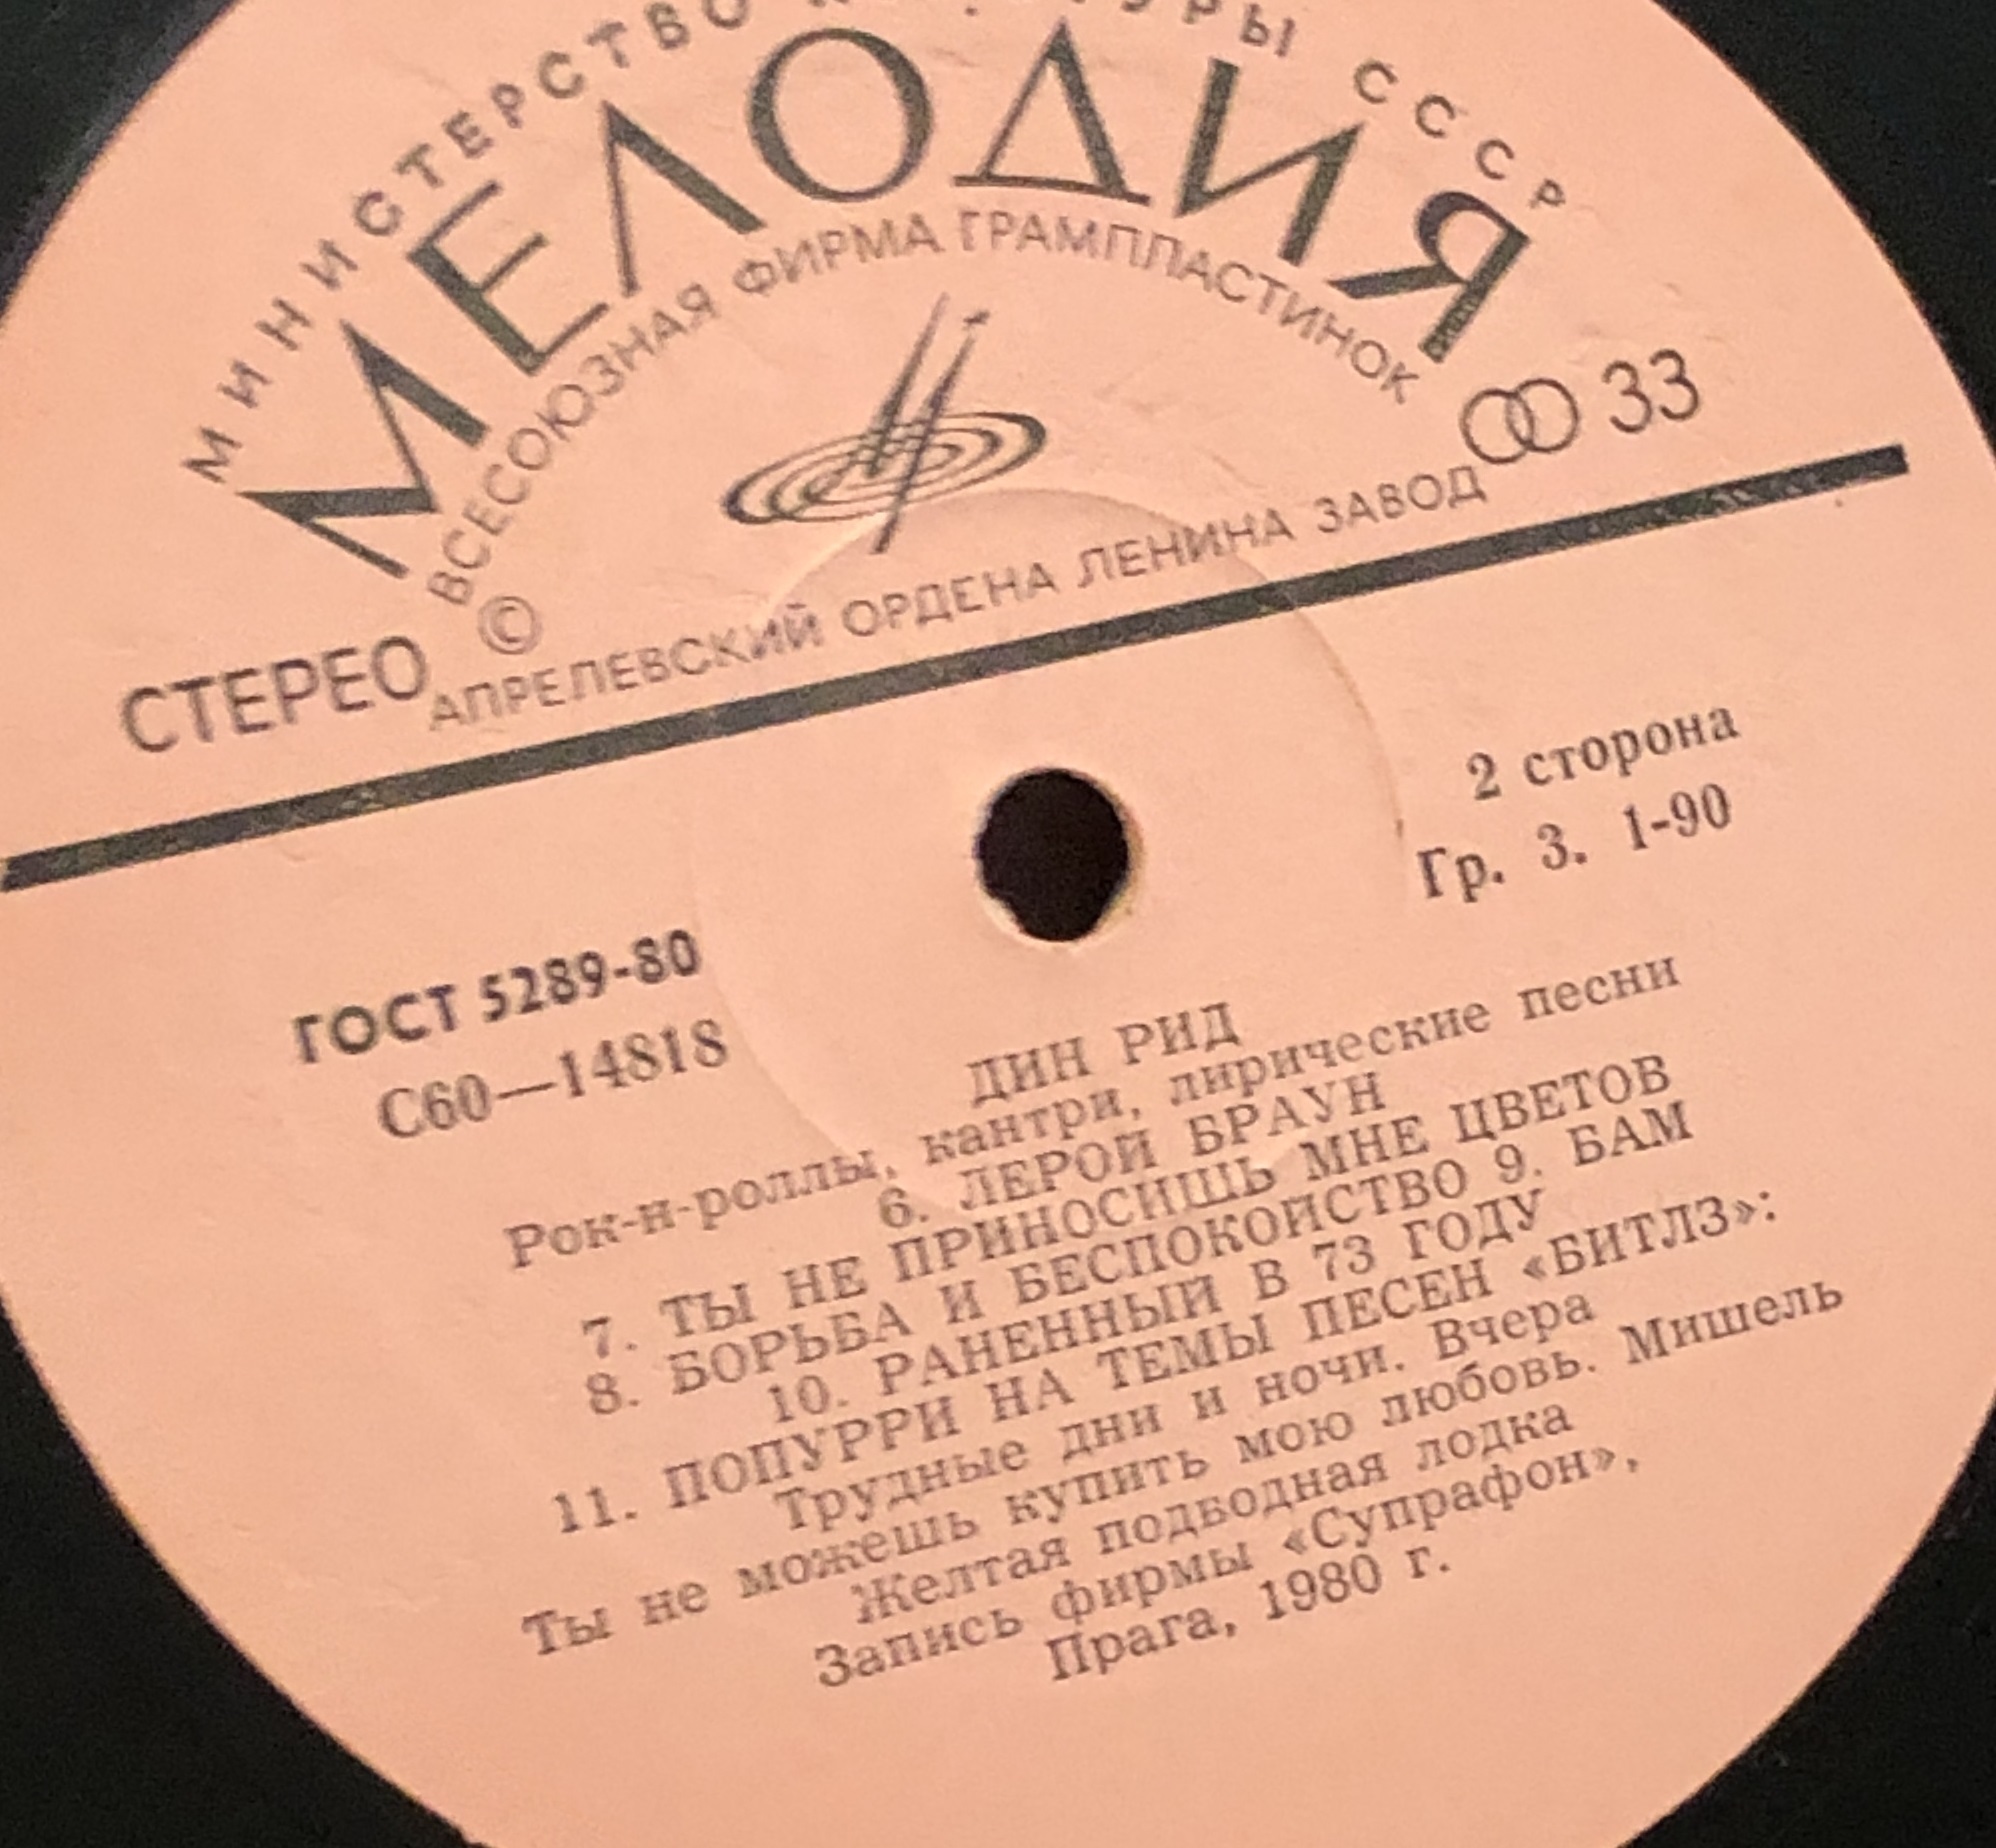 МИНИСТЕРСТВО УРЫ СССР
МЕЛОДИЯ
ВСЕСОЮЗНАЯ ФИРМА ГРАМПЛАСТИНОК
33
СТЕРЕО ©
АПРЕЛЕВСКИЙ ОРДЕНА ЛЕНИНА ЗАВОД
2 сторона
Гр. 3. 1-90
ГОСТ 5289-80
С60—14818
ДИН РИД
Рок-н-роллы, кантри, лирические песни
6. ЛЕРОЙ БРАУН
7. ТЫ НЕ ПРИНОСИШЬ МНЕ ЦВЕТОВ
8. БОРЬБА И БЕСПОКОЙСТВО 9. БАМ
10. РАНЕННЫЙ В 73 ГОДУ
11. ПОПУРРИ НА ТЕМЫ ПЕСЕН «БИТЛЗ»:
Трудные дни и ночи. Вчера
Ты не можешь купить мою любовь. Мишель
Желтая подводная лодка
Запись фирмы «Супрафон»,
Прага, 1980 г.